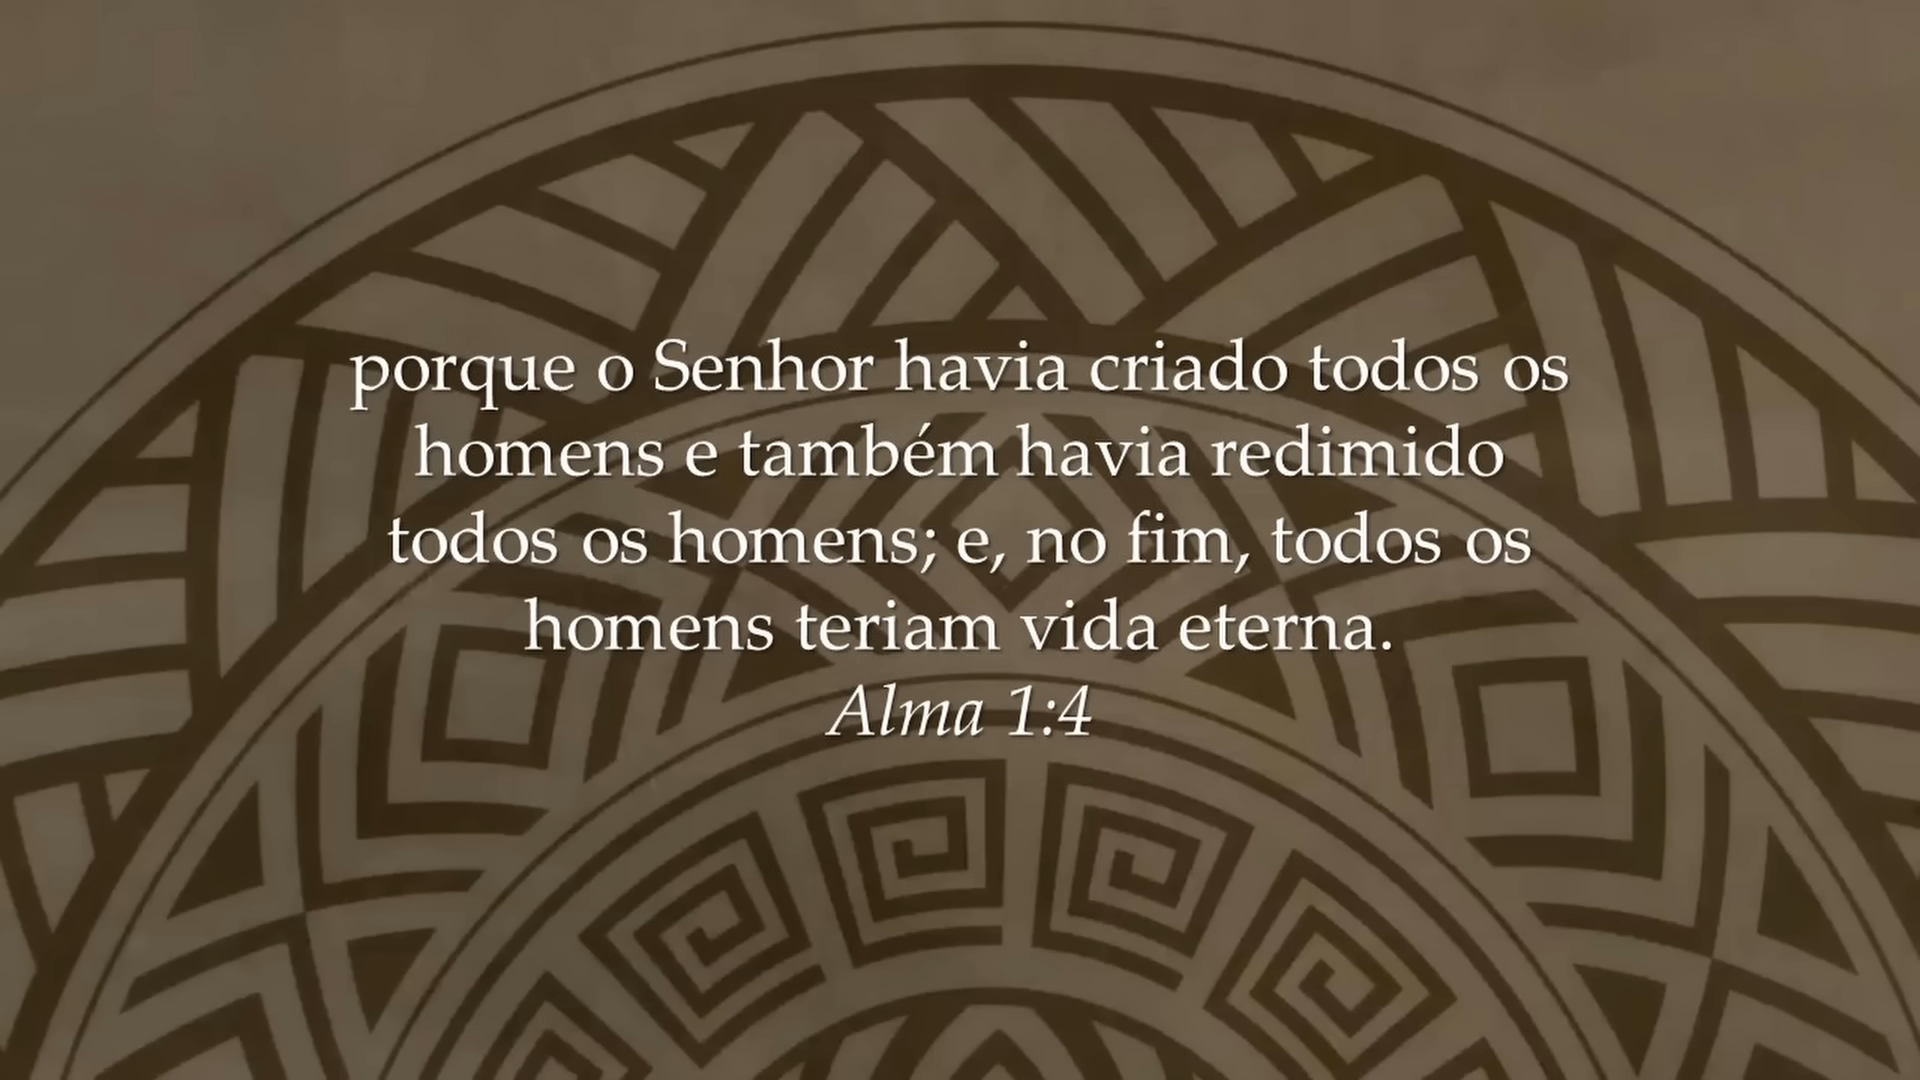 porque o Senhor havia criado todos os
homens e também havia redimido
todos os homens; e, no fim, todos os
homens teriam vida eterna.
Alma 1:4